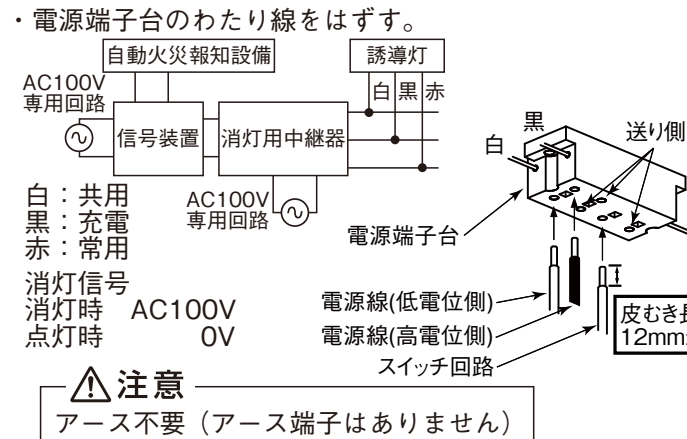 ・電源端子台のわたり線をはずす。
自動火災報知設備
誘導灯
AC100V
専用回路
白 黒 赤
信号装置
消灯用中継器
AC100V
専用回路
白：共用
黒：充電
赤：常用
消灯信号
消灯時 AC100V
点灯時 0V
黒
白
送り側
電源端子台
電源線(低電位側)
電源線(高電位側)
スイッチ回路
皮むき長
12mm
注意
アース不要（アース端子はありません）